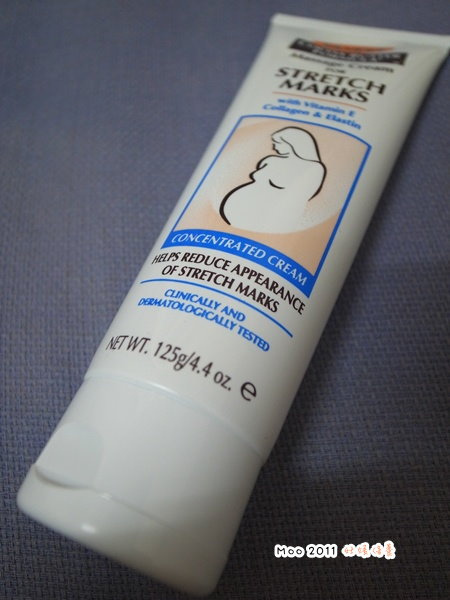 Massage Cream
FOR
STRETCH
MARKS
with Vitamin E
Collagen & Elastin
CONCENTRATED CREAM
HELPS REDUCE APPEARANCE
OF STRETCH MARKS
CLINICALLY AND
DERMATOLOGICALLY TESTED
NET WT. 125g/4.4 oz. e
Moo 2011